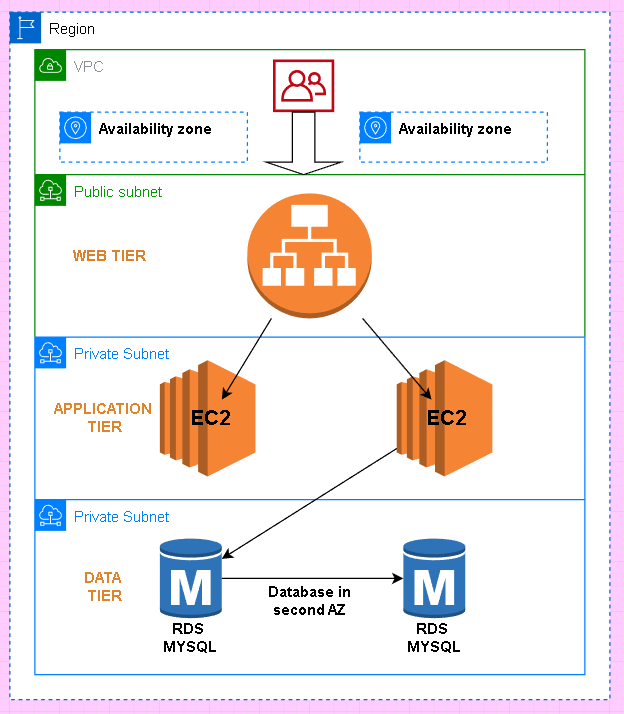 Region
VPC
Availability zone
Availability zone
Public subnet
WEB TIER
Private Subnet
APPLICATION
TIER
EC2
EC2
Private Subnet
DATA
TIER
M
M
Database in
second AZ
RDS
MYSQL
RDS
MYSQL